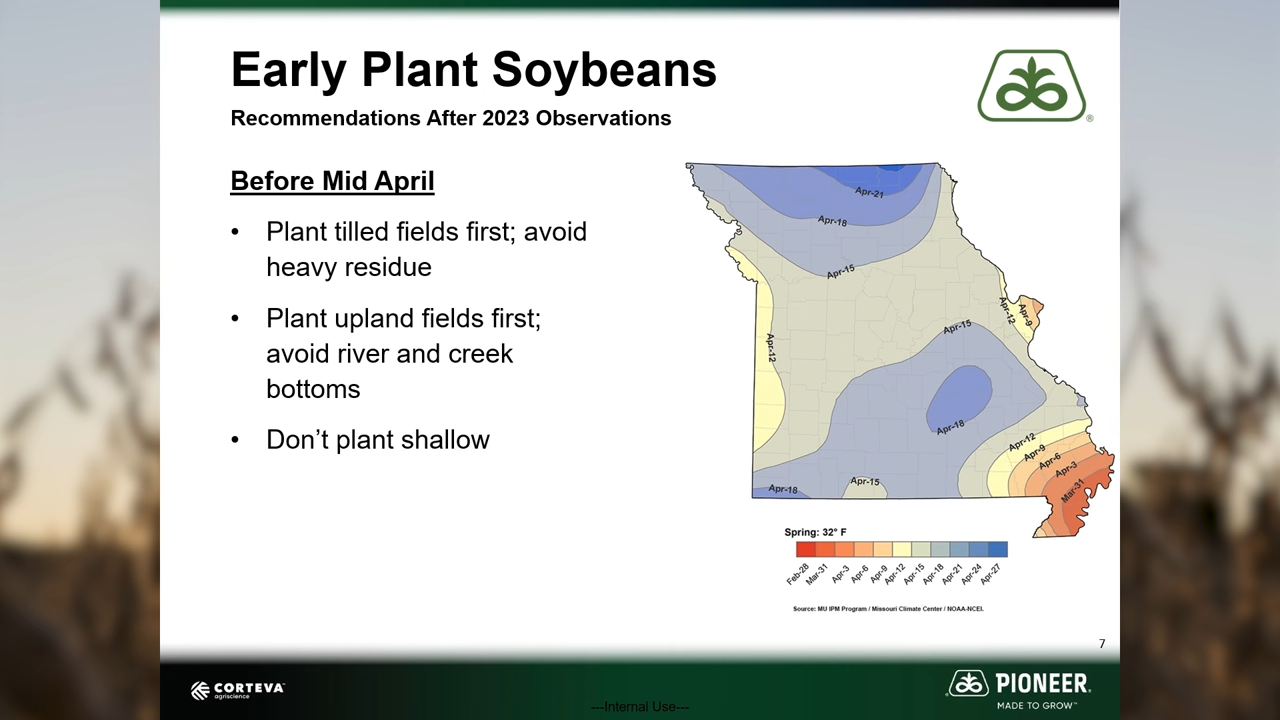 Early Plant Soybeans
Recommendations After 2023 Observations
®
Before Mid April
• Plant tilled fields first; avoid
heavy residue
• Plant upland fields first;
avoid river and creek
bottoms
• Don’t plant shallow
Apr-21
Apr-18
Apr-15
Apr-12
Apr-12
Apr-9
Apr-15
Apr-18
Apr-18
Apr-15
Apr-12
Apr-9
Apr-6
Apr-3
Mar-31
Spring: 32° F
Feb-28 Mar-31 Apr-3 Apr-6 Apr-9 Apr-12 Apr-15 Apr-18 Apr-21 Apr-24 Apr-27
Source: MU IPM Program / Missouri Climate Center / NOAA-NCEI.
7
CORTEVA™
agriscience
---Internal Use---
PIONEER®
MADE TO GROW™